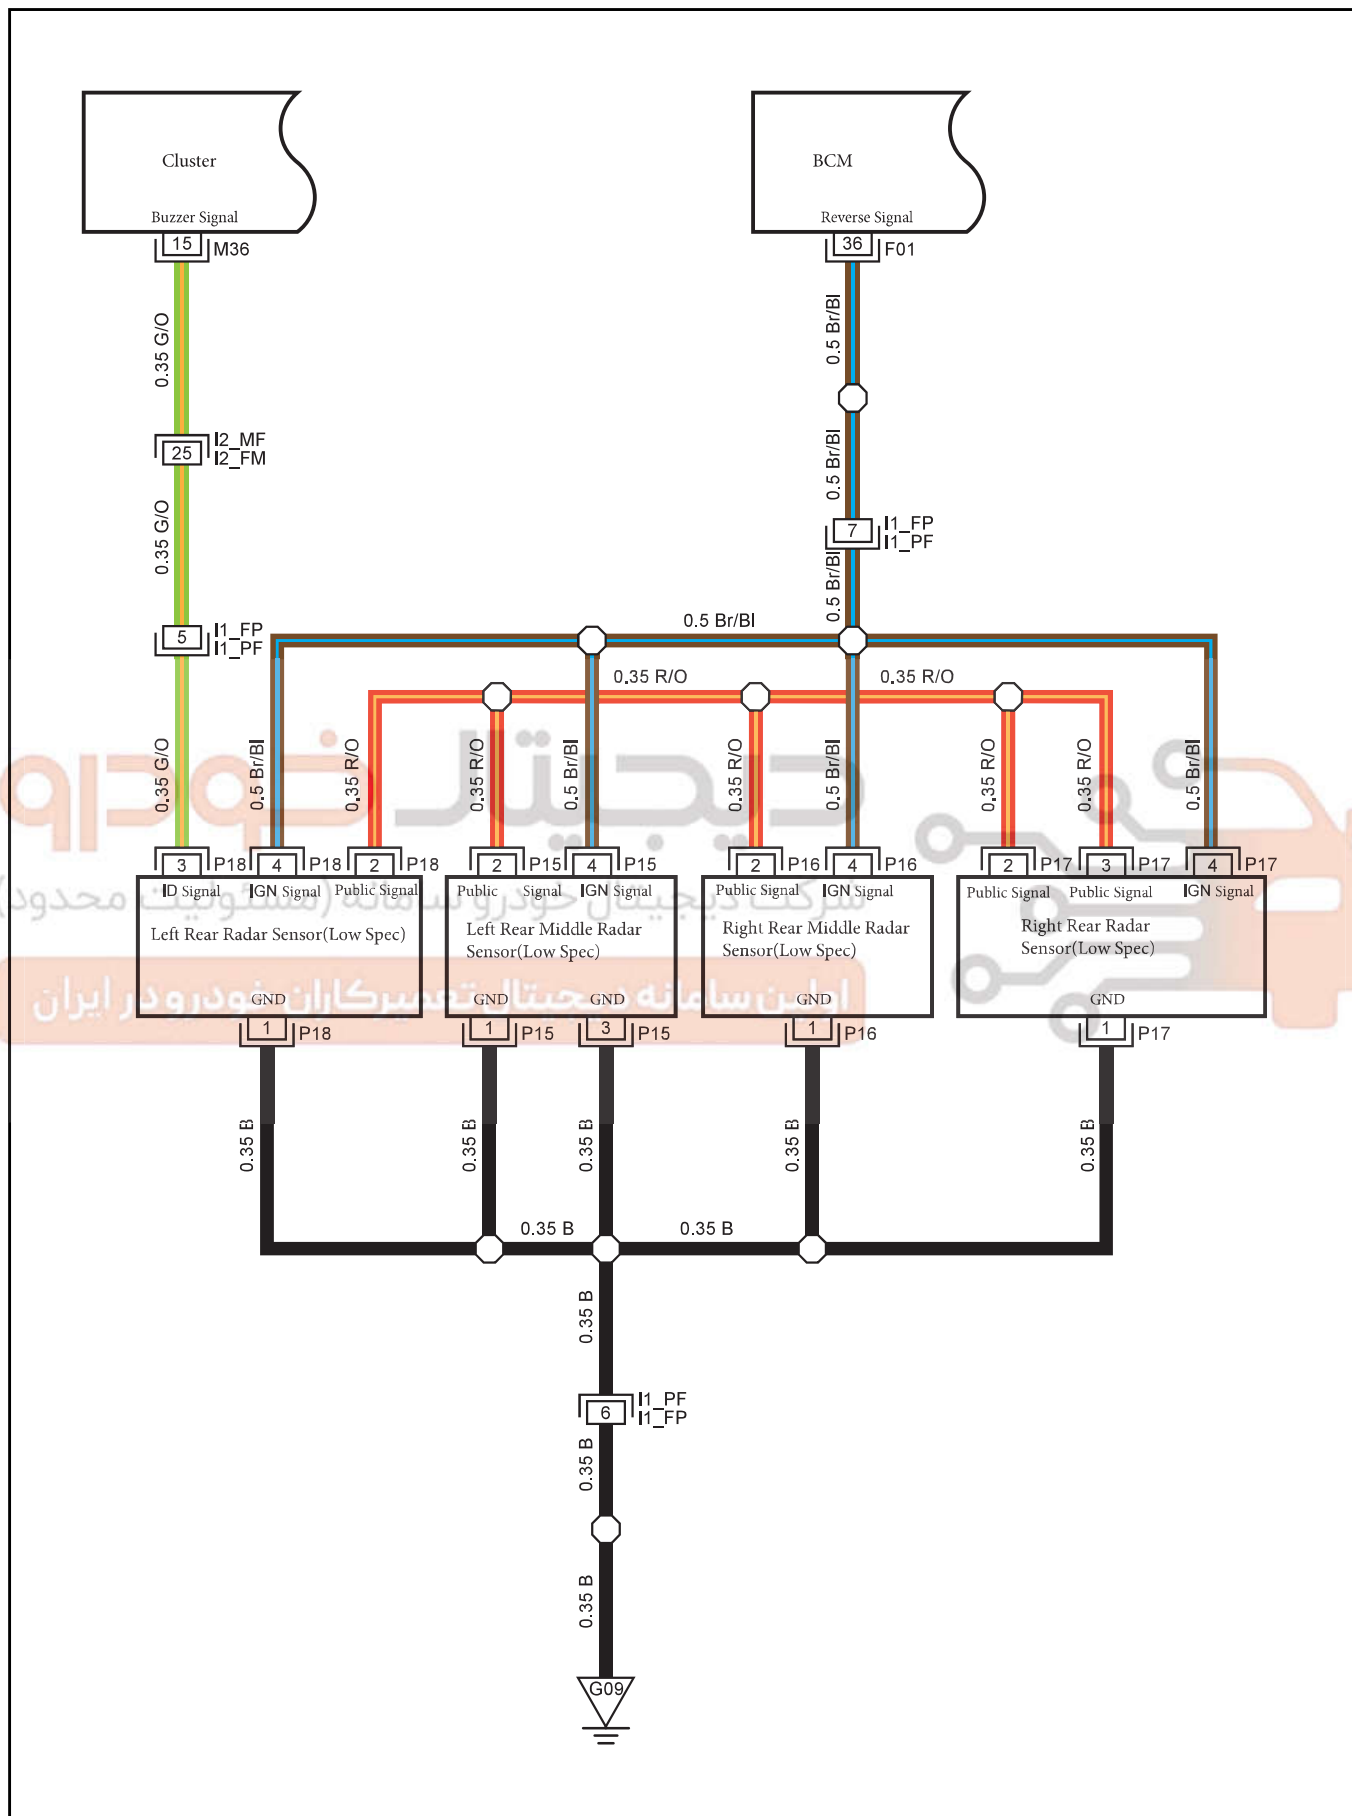 Cluster
Buzzer Signal
15
M36
BCM
Reverse Signal
36
F01
0.35 G/O
0.5 Br/Bl
25
I2_MF
I2_FM
0.35 G/O
0.5 Br/Bl
7
I1_FP
I1_PF
0.5 Br/Bl
5
I1_FP
I1_PF
0.5 Br/Bl
0.35 R/O
0.35 R/O
0.35 G/O
0.5 Br/Bl
0.35 R/O
0.35 R/O
0.5 Br/Bl
0.35 R/O
0.5 Br/Bl
0.35 R/O
0.35 R/O
0.5 Br/Bl
دیجیتال خودرو
3 P18
4 P18
2 P18
2 P15
4 P15
2 P16
4 P16
2 P17
3 P17
4 P17
ID Signal
IGN Signal
Public Signal
Public Signal
IGN Signal
Public Signal
IGN Signal
Public Signal
Public Signal
IGN Signal
شرکت دیجیتال خودرو سامانه (مسئولیت محدود)
Left Rear Radar Sensor(Low Spec)
Left Rear Middle Radar
Sensor(Low Spec)
Right Rear Middle Radar
Sensor(Low Spec)
Right Rear Radar
Sensor(Low Spec)
اولین سامانه دیجیتال تعمیرکاران خودرو در ایران
GND
GND
GND
GND
GND
1 P18
1 P15
3 P15
1 P16
1 P17
0.35 B
0.35 B
0.35 B
0.35 B
0.35 B
0.35 B
0.35 B
0.35 B
6
I1_PF
I1_FP
0.35 B
0.35 B
G09